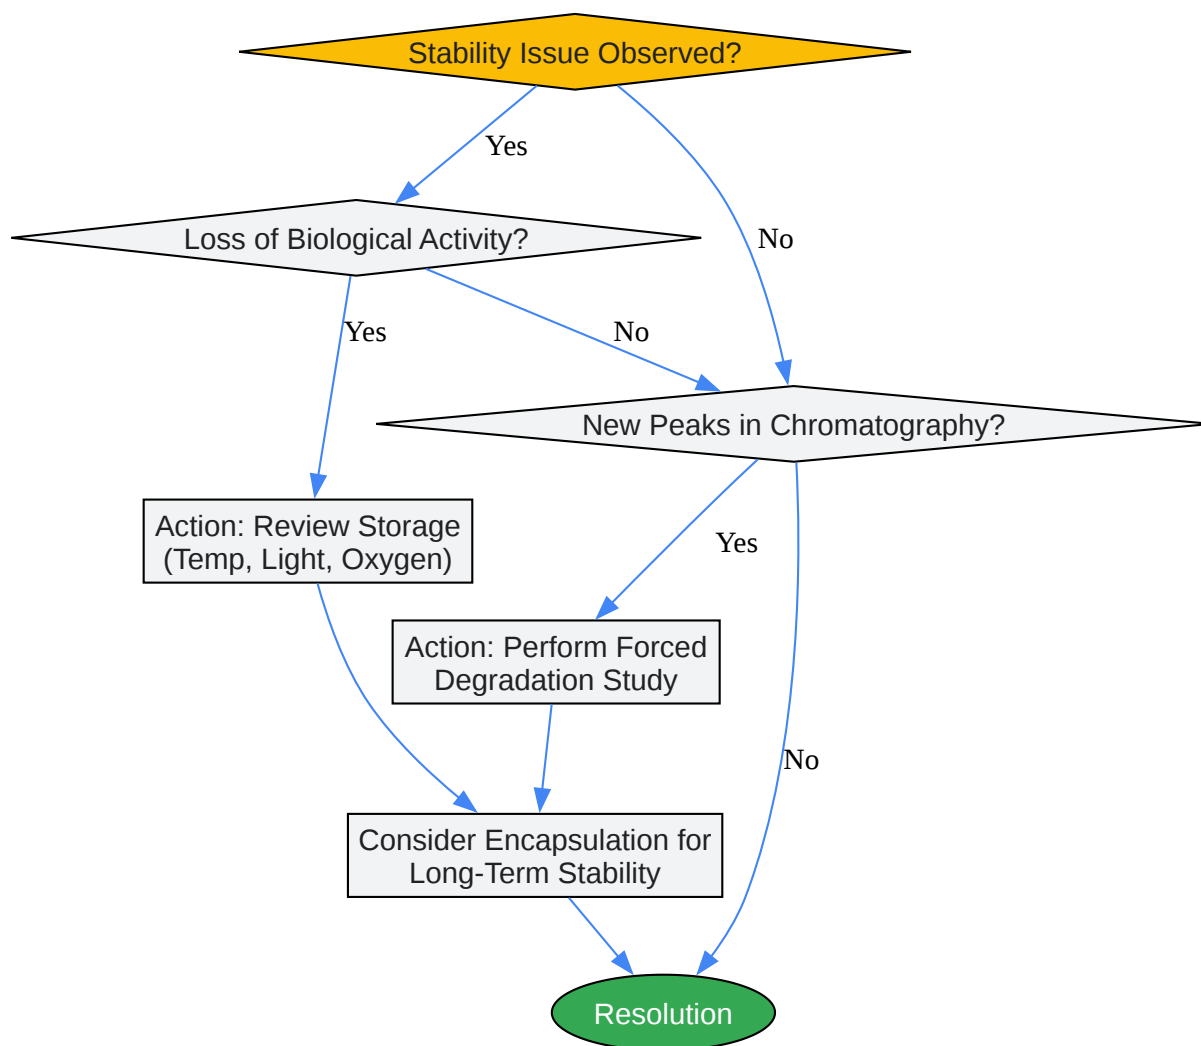 Stability Issue Observed?
Yes
Loss of Biological Activity?
No
Yes
No
New Peaks in Chromatography?
Action: Review Storage
(Temp, Light, Oxygen)
Yes
Action: Perform Forced
Degradation Study
No
Consider Encapsulation for
Long-Term Stability
Resolution